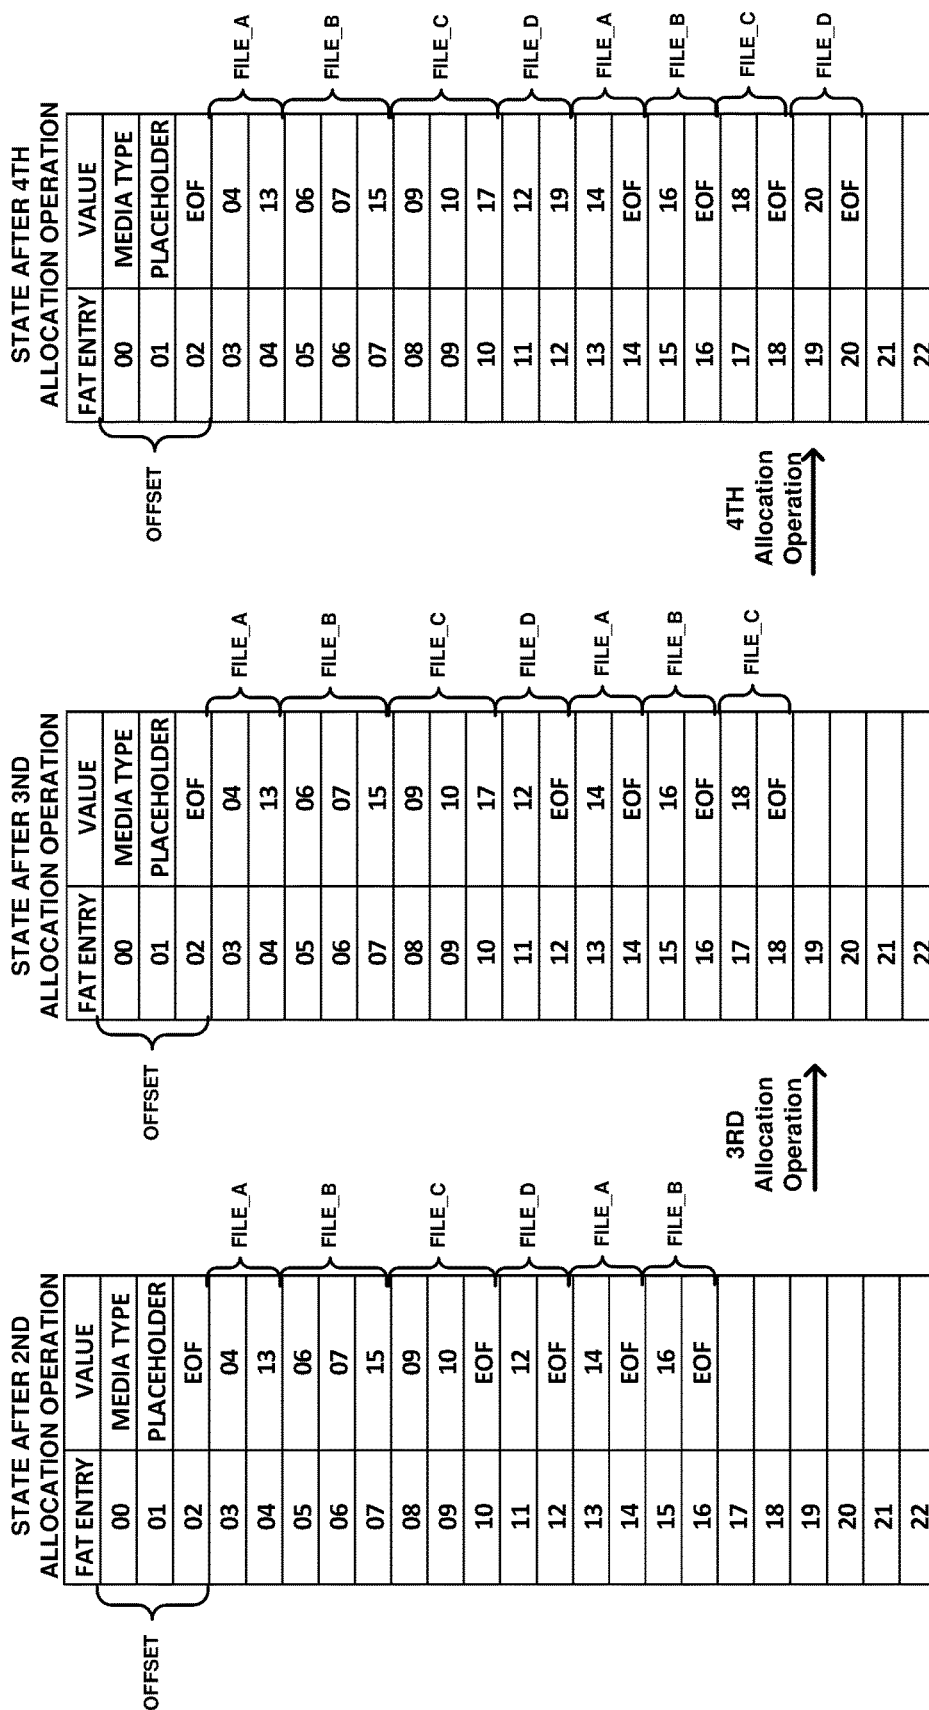 STATE AFTER 2ND
ALLOCATION OPERATION
FAT ENTRY VALUE
00 MEDIA TYPE
01 PLACEHOLDER
02 EOF
03 04
04 13
05 06
06 07
07 15
08 09
09 10
10 EOF
11 12
12 EOF
13 14
14 EOF
15 16
16 EOF
17
18
19
20
21
22
OFFSET
FILE_A
FILE_B
FILE_C
FILE_D
FILE_A
FILE_B
3RD
Allocation
Operation
STATE AFTER 3ND
ALLOCATION OPERATION
FAT ENTRY VALUE
00 MEDIA TYPE
01 PLACEHOLDER
02 EOF
03 04
04 13
05 06
06 07
07 15
08 09
09 10
10 17
11 12
12 EOF
13 14
14 EOF
15 16
16 EOF
17 18
18 EOF
19
20
21
22
OFFSET
FILE_A
FILE_B
FILE_C
FILE_D
FILE_A
FILE_B
FILE_C
4TH
Allocation
Operation
STATE AFTER 4TH
ALLOCATION OPERATION
FAT ENTRY VALUE
00 MEDIA TYPE
01 PLACEHOLDER
02 EOF
03 04
04 13
05 06
06 07
07 15
08 09
09 10
10 17
11 12
12 19
13 14
14 EOF
15 16
16 EOF
17 18
18 EOF
19 20
20 EOF
21
22
OFFSET
FILE_A
FILE_B
FILE_C
FILE_D
FILE_A
FILE_B
FILE_C
FILE_D